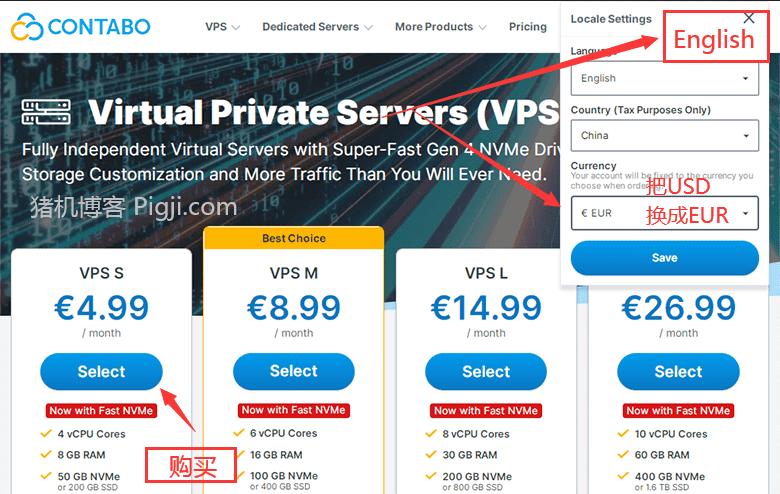 CONTABO
VPS
Dedicated Servers
More Products
Pricing
Locale Settings
English
Language
English
Country (Tax Purposes Only)
China
Currency
Your account will be fixed to the currency you
choose when ordering.
把USD
换成EUR
€ EUR
Save
Virtual Private Servers (VPS
Fully Independent Virtual Servers with Super-Fast Gen 4 NVMe Driv
Storage Customization and More Traffic Than You Will Ever Need.
猪机博客 Pigji.com
VPS S
€4.99
/ month
Select
Now with Fast NVMe
4 vCPU Cores
8 GB RAM
50 GB NVMe
or 200 GB SSD
购买
Best Choice
VPS M
€8.99
/ month
Select
Now with Fast NVMe
6 vCPU Cores
16 GB RAM
100 GB NVMe
or 400 GB SSD
VPS L
€14.99
/ month
Select
Now with Fast NVMe
8 vCPU Cores
30 GB RAM
200 GB NVMe
or 800 GB SSD
€26.99
/ month
Select
Now with Fast NVMe
10 vCPU Cores
60 GB RAM
400 GB NVMe
or 1.6 TB SSD